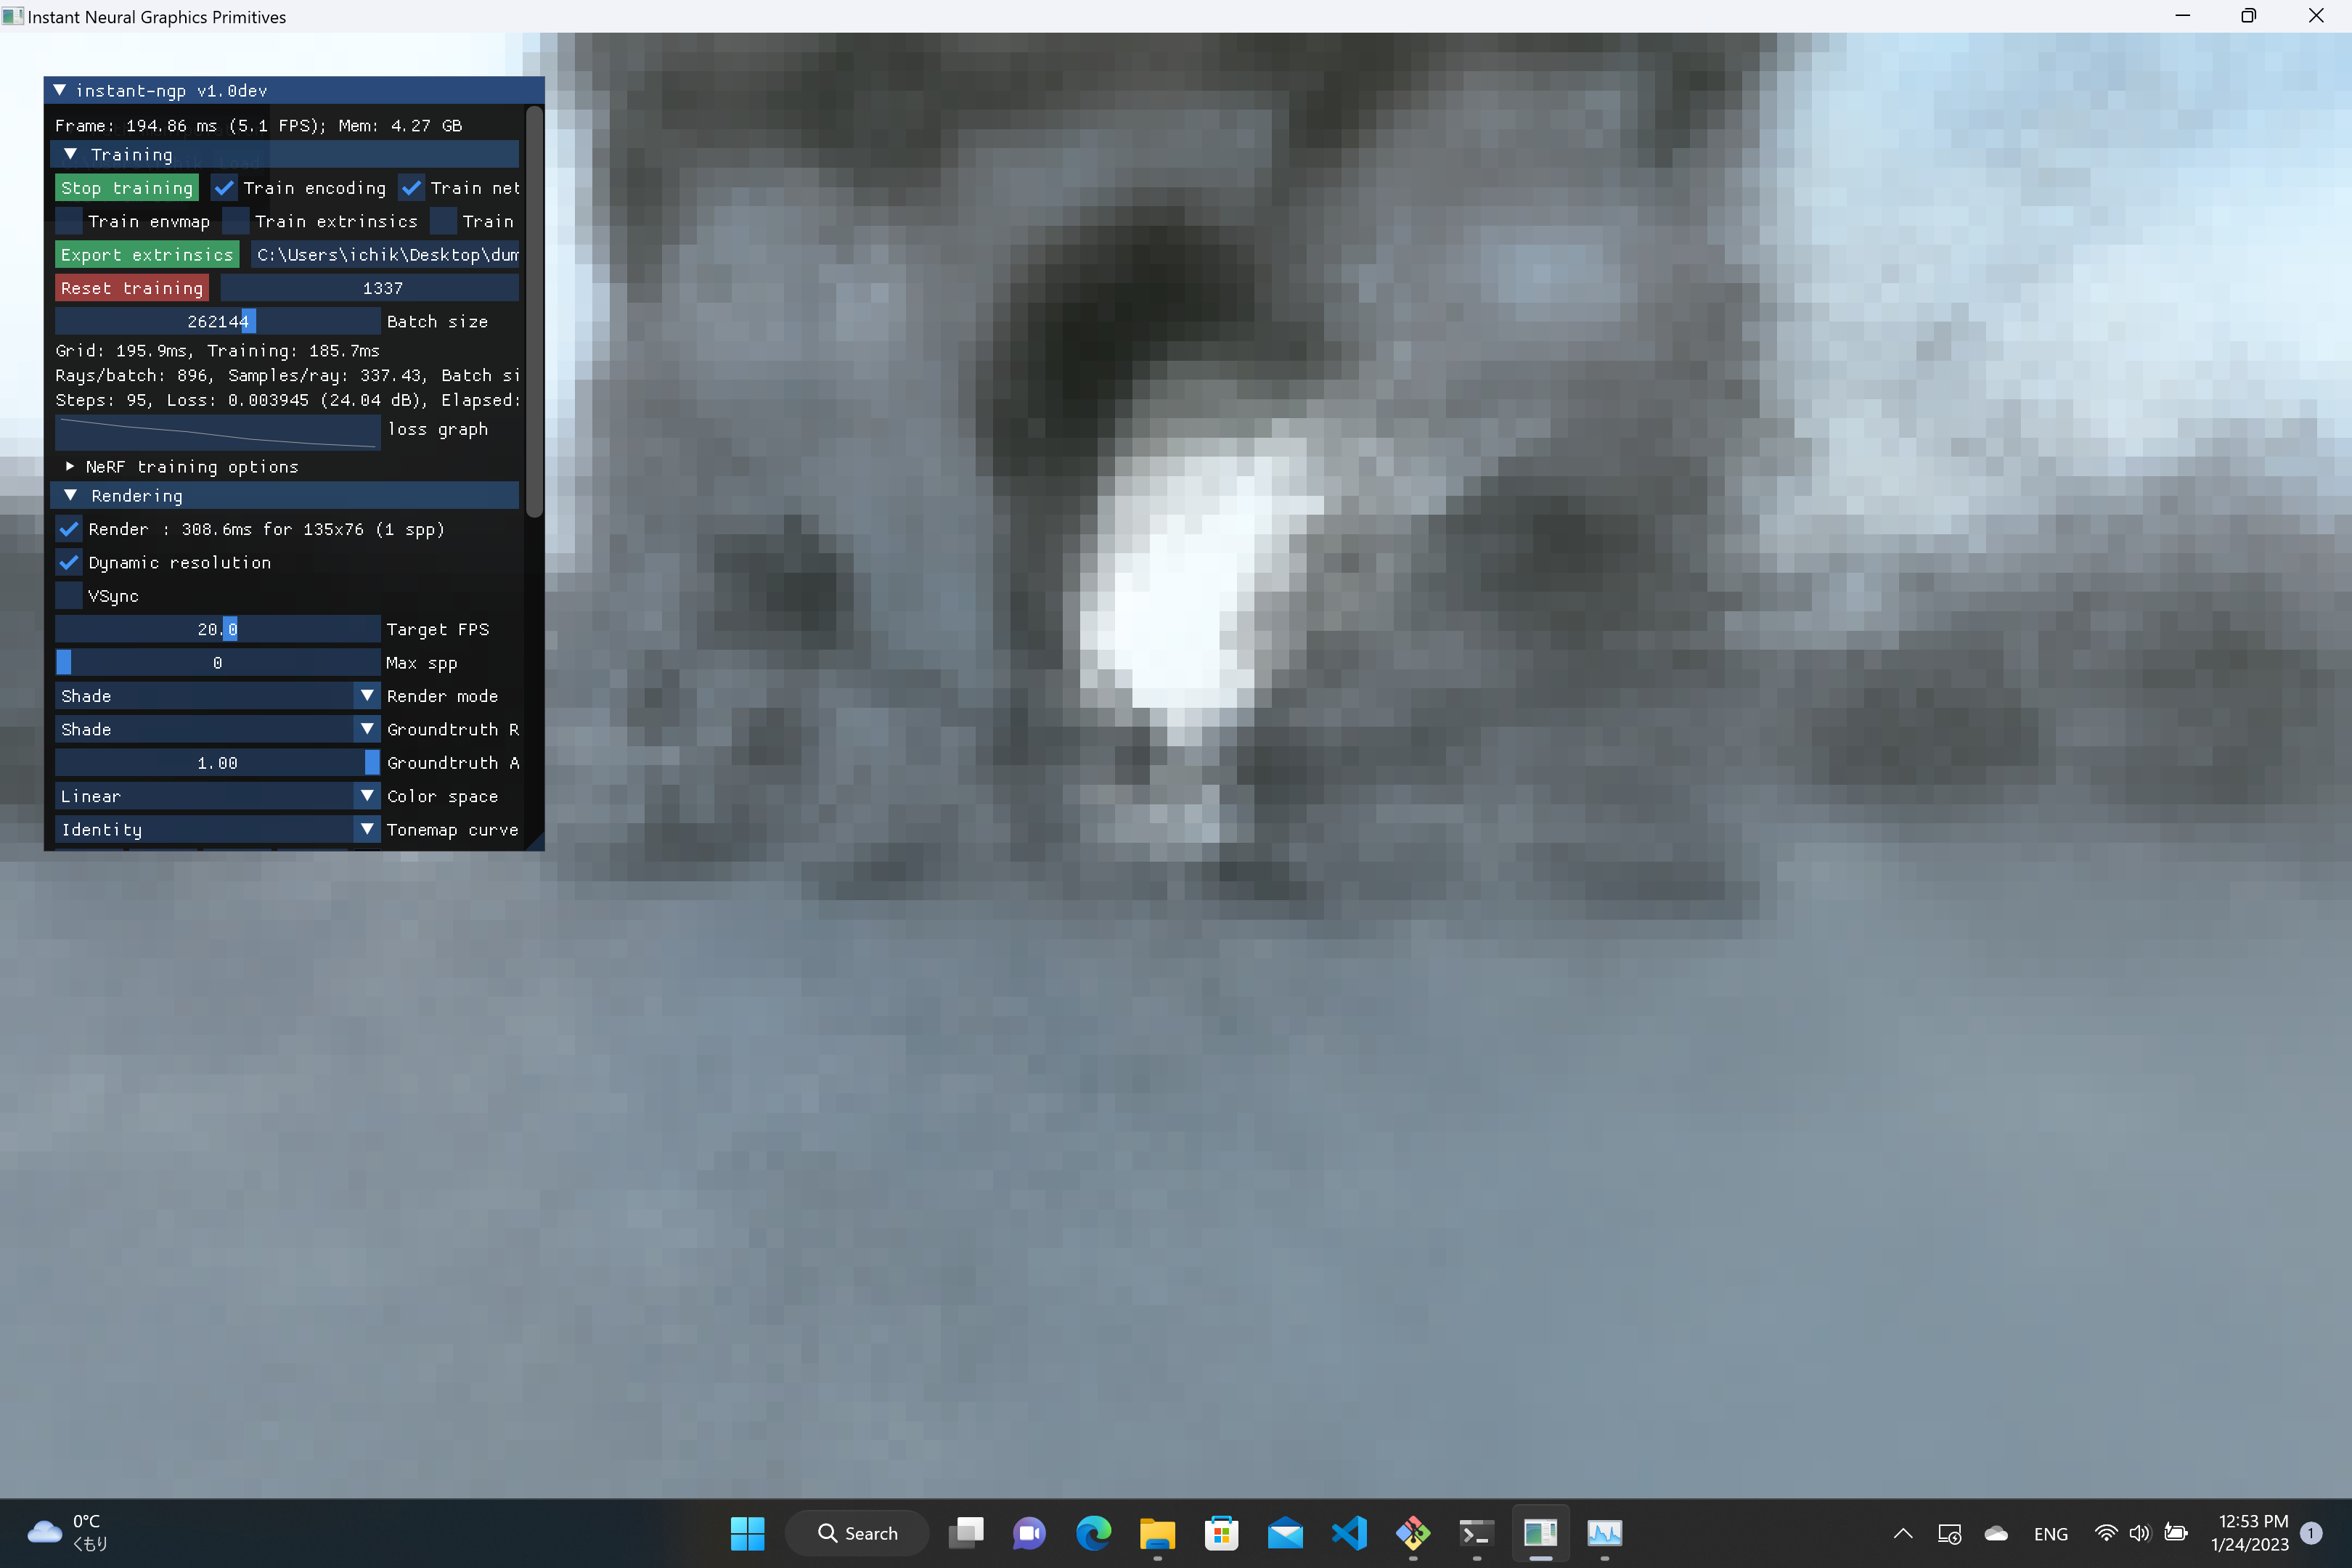 Instant Neural Graphics Primitives
instant-ngp v1.0dev
Frame: 194.86 ms (5.1 FPS); Mem: 4.27 GB
Training
Stop training Train encoding Train net
Train envmap Train extrinsics Train
Export extrinsics C:\Users\ichik\Desktop\dum
Reset training 1337
262144 Batch size
Grid: 195.9ms, Training: 185.7ms
Rays/batch: 896, Samples/ray: 337.43, Batch si
Steps: 95, Loss: 0.003945 (24.04 dB), Elapsed:
loss graph
NeRF training options
Rendering
Render : 308.6ms for 135x76 (1 spp)
Dynamic resolution
VSync
20.0 Target FPS
0 Max spp
Shade Render mode
Shade Groundtruth R
1.00 Groundtruth A
Linear Color space
Identity Tonemap curve
0°C
くもり
Search
ENG
12:53 PM
1/24/2023
1